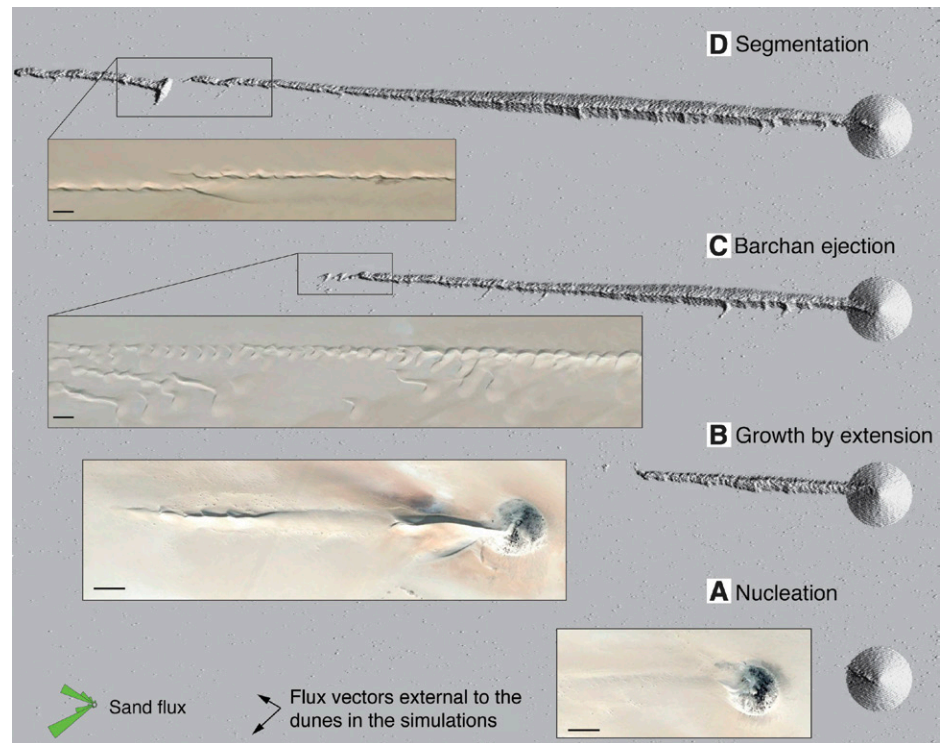 D Segmentation
C Barchan ejection
B Growth by extension
A Nucleation
Sand flux
Flux vectors external to the
dunes in the simulations